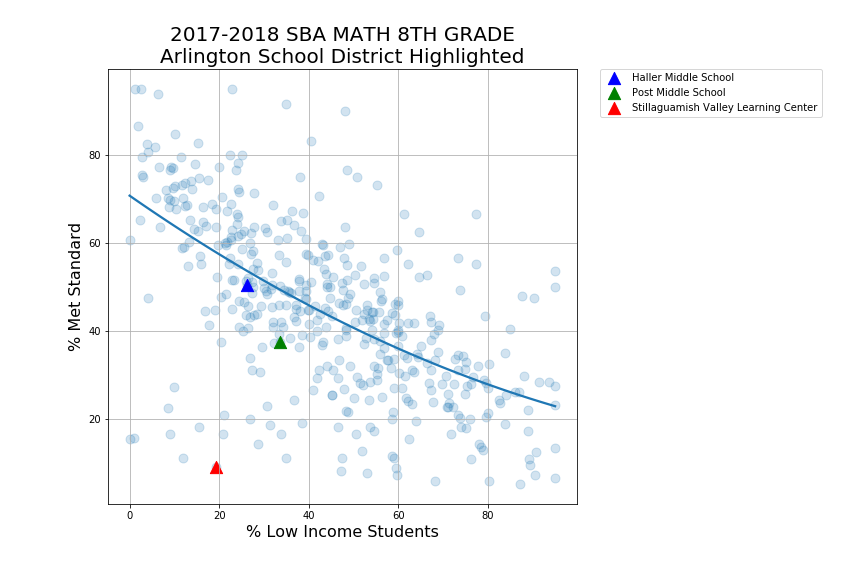 2017-2018 SBA MATH 8TH GRADE
Arlington School District Highlighted
Haller Middle School
Post Middle School
Stillaguamish Valley Learning Center
% Met Standard
80
60
40
20
0
20
40
60
80
% Low Income Students